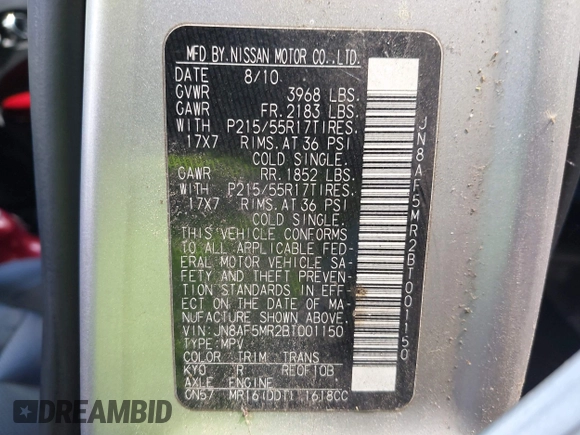 MFD BY NISSAN MOTOR CO.,LTD.
DATE 8/10
GVWR 3968 LBS.
GAWR FR. 2183 LBS.
WITH P215/55R17TIRES.
17X7 RIMS. AT 36 PSI
COLD SINGLE.
GAWR RR. 1852 LBS.
WITH P215/55R17TIRES.
17X7 RIMS. AT 36 PSI
COLD SINGLE.
THIS VEHICLE CONFORMS
TO ALL APPLICABLE FED-
ERAL MOTOR VEHICLE SA-
FETY AND THEFT PREVEN-
TION STANDARDS IN EFF-
ECT ON THE DATE OF MA-
NUFACTURE SHOWN ABOVE.
VIN: JN8AF5MR2BT001150
TYPE: MPV
COLOR TRIM TRANS
KY0 R RE0F10B
AXLE ENGINE
GN57 MR16(DDT) 1618CC
JN8AF5MR2BT001150
DREAMBID
.COM